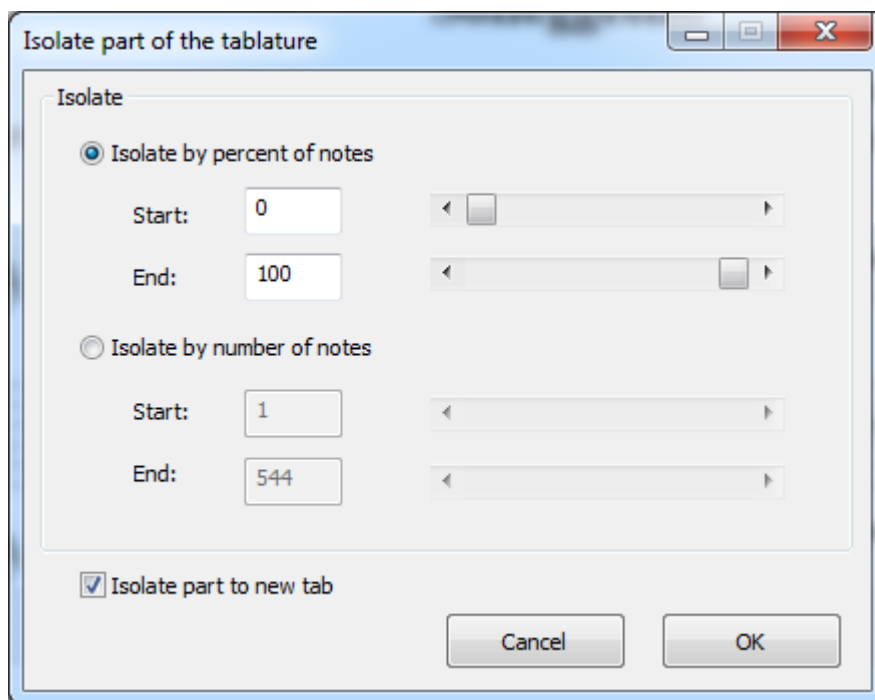 Isolate part of the tablature
Isolate
Isolate by percent of notes
Start: 0
End: 100
Isolate by number of notes
Start: 1
End: 544
Isolate part to new tab
Cancel OK